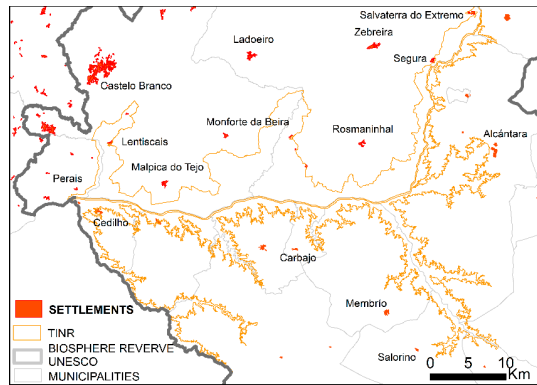 Salvaterra do Extremo
Zebreira
Ladoeiro
Segura
Castelo Branco
Monforte da Beira
Lentiscais
Rosmaninhal
Alcántara
Malpica do Tejo
Perais
Cedilho
Carbajo
Membrio
Salorino
SETTLEMENTS
TINR
BIOSPHERE REVERVE
UNESCO
MUNICIPALITIES
0 5 10
Km